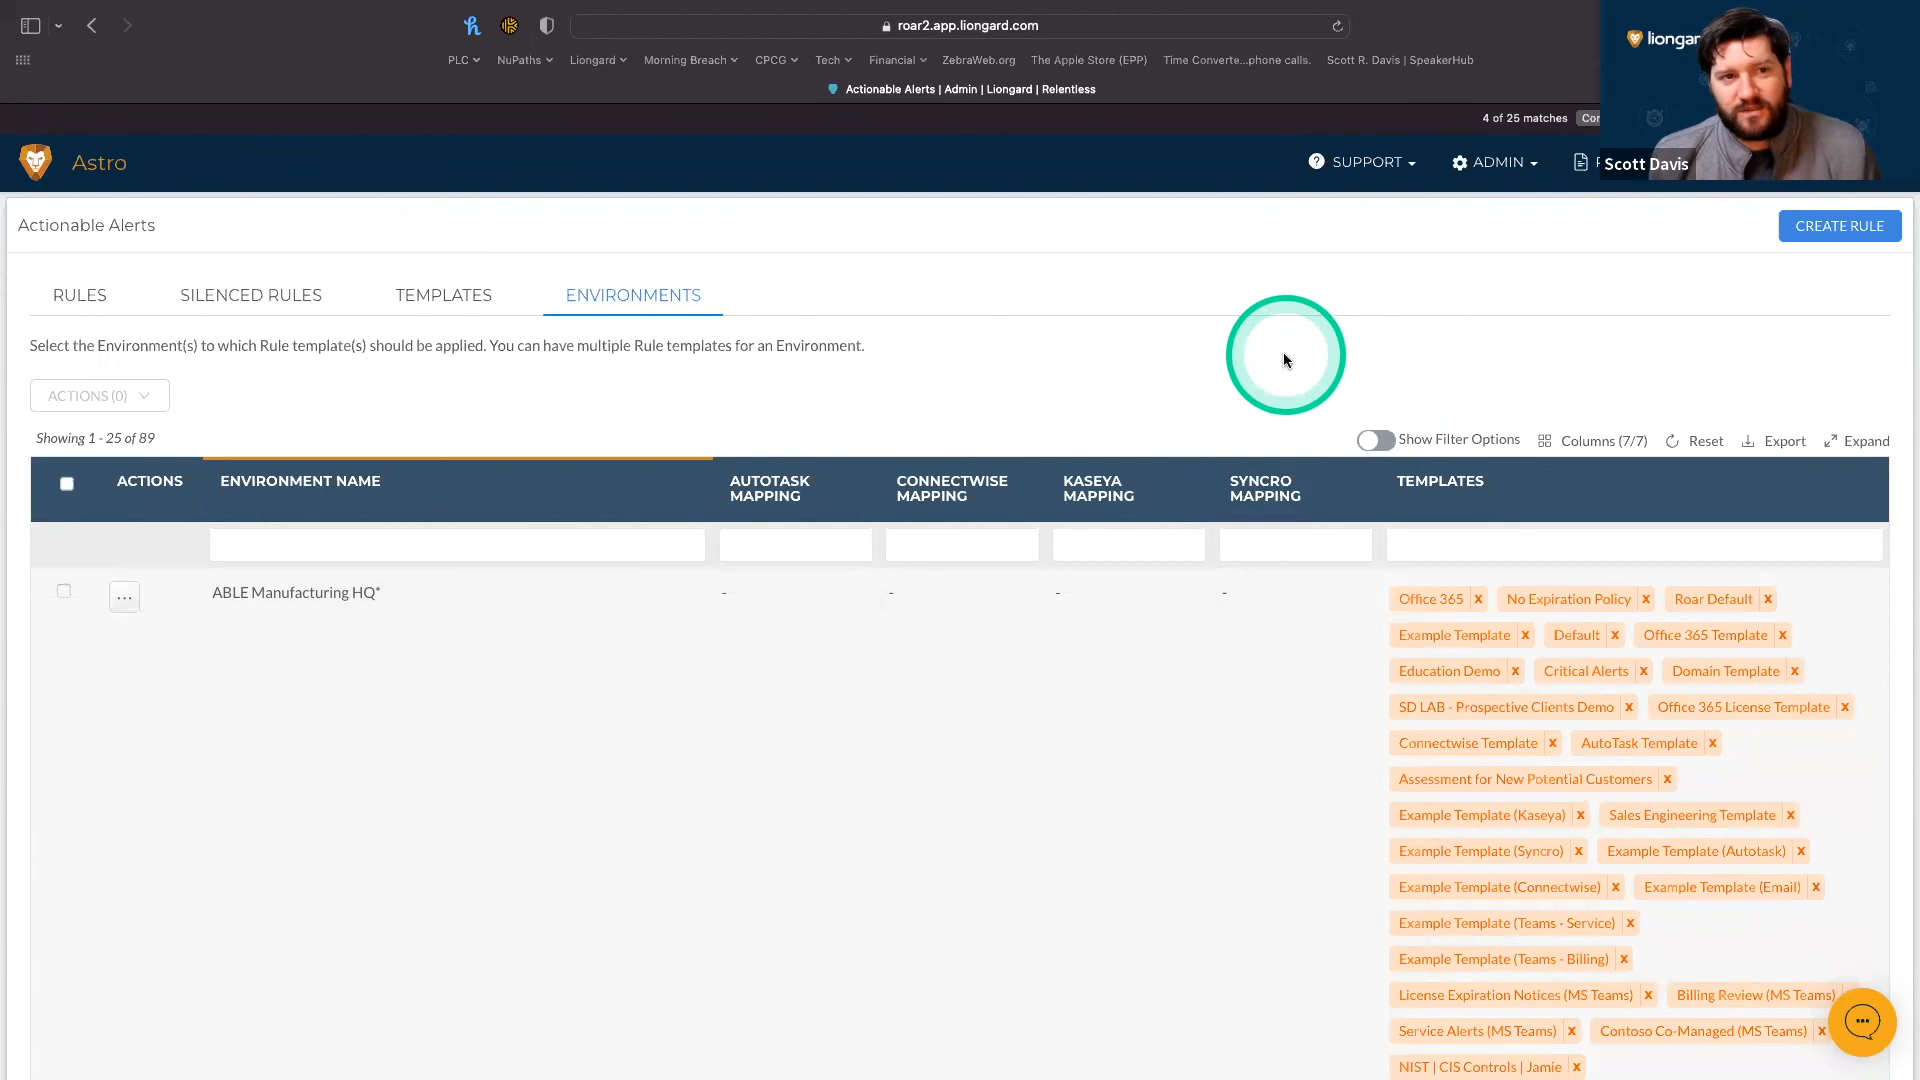 roar2.app.liongard.com
PLC NuPaths Liongard Morning Breach CPCG Tech Financial ZebraWeb.org The Apple Store (EPP) Time Converte...phone calls. Scott R. Davis | SpeakerHub
Actionable Alerts | Admin | Liongard | Relentless
4 of 25 matches
liongar
Scott Davis
Astro
SUPPORT ADMIN
Actionable Alerts
CREATE RULE
RULES SILENCED RULES TEMPLATES ENVIRONMENTS
Select the Environment(s) to which Rule template(s) should be applied. You can have multiple Rule templates for an Environment.
ACTIONS (0)
Showing 1 - 25 of 89
Show Filter Options Columns (7/7) Reset Export Expand
ACTIONS ENVIRONMENT NAME AUTOTASK MAPPING CONNECTWISE MAPPING KASEYA MAPPING SYNCRO MAPPING TEMPLATES
... ABLE Manufacturing HQ* - - - -
Office 365 x No Expiration Policy x Roar Default x
Example Template x Default x Office 365 Template x
Education Demo x Critical Alerts x Domain Template x
SD LAB - Prospective Clients Demo x Office 365 License Template x
Connectwise Template x AutoTask Template x
Assessment for New Potential Customers x
Example Template (Kaseya) x Sales Engineering Template x
Example Template (Syncro) x Example Template (Autotask) x
Example Template (Connectwise) x Example Template (Email) x
Example Template (Teams - Service) x
Example Template (Teams - Billing) x
License Expiration Notices (MS Teams) x Billing Review (MS Teams)
Service Alerts (MS Teams) x Contoso Co-Managed (MS Teams) x
NIST | CIS Controls | Jamie x